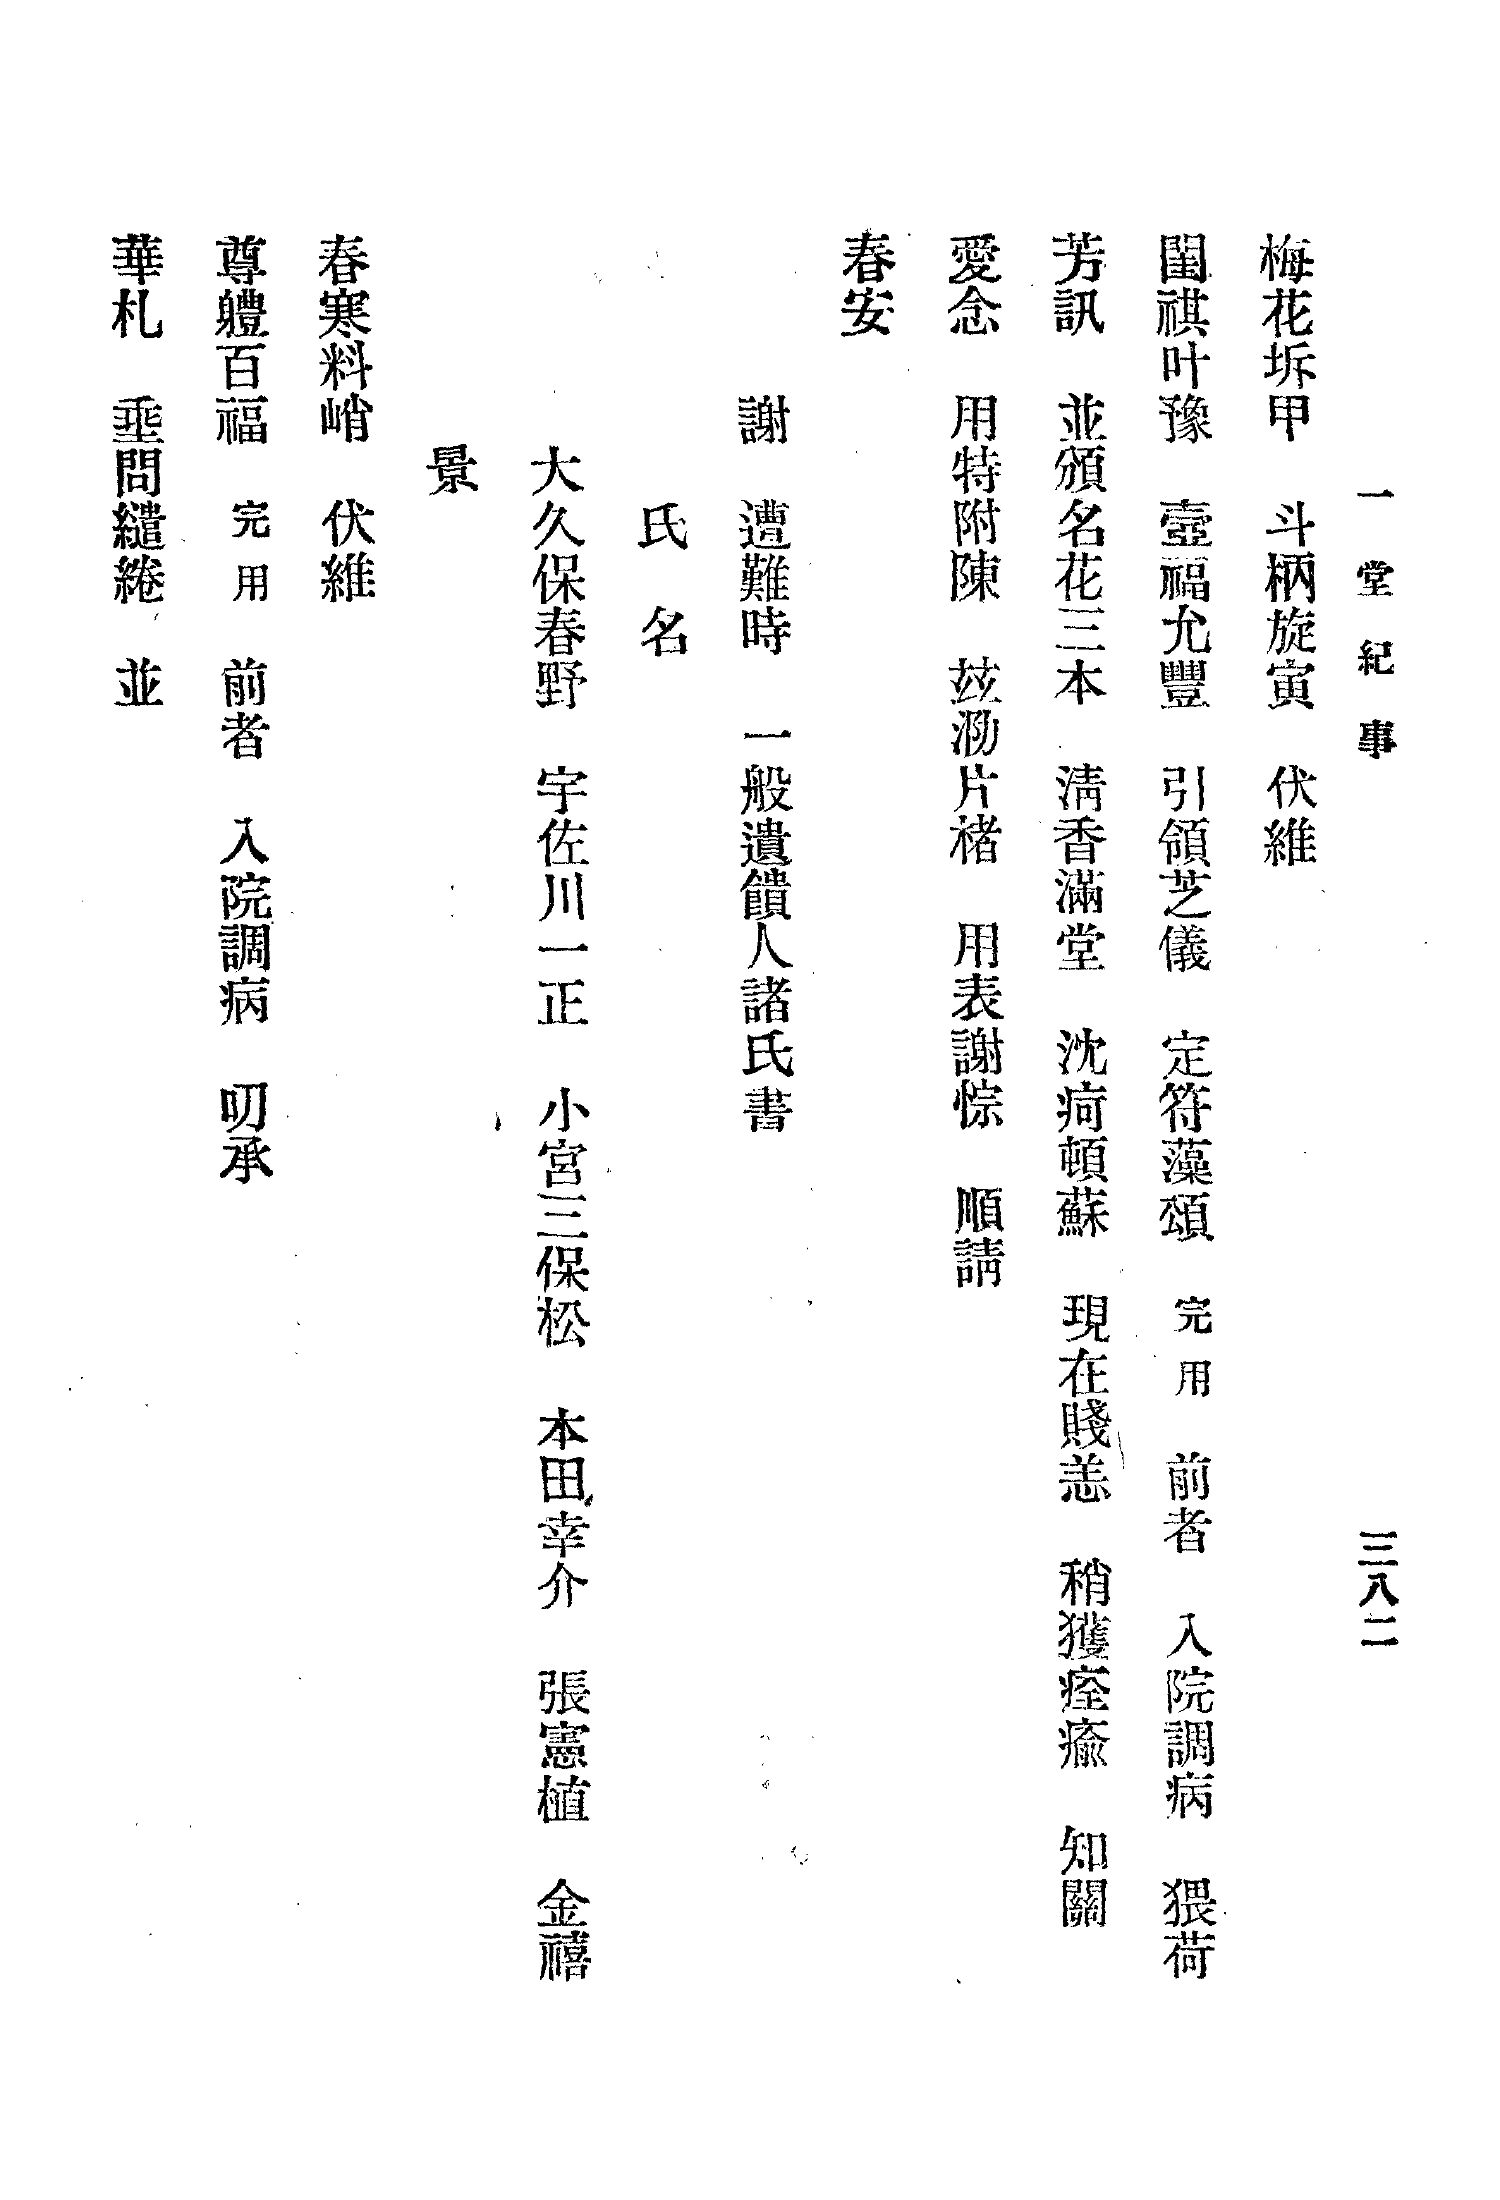 一堂紀事 三八二
梅花坼甲 斗柄旋寅 伏維
閨祺叶豫 壼福允豐 引領芝儀 定符藻頌 完用 前者 入院調病 猥荷
芳訊 並頒名花三本 淸香滿堂 沈痾頓蘇 現在賤恙 稍獲痊瘉 知關
愛念 用特附陳 玆泐片楮 用表謝悰 順請
春安
謝 遭難時 一般遺饋人諸氏書
氏名
大久保春野 宇佐川一正 小宮三保松 本田幸介 張憲植 金禧
景
春寒料峭 伏維
尊軆百福 完用 前者 入院調病 叨承
華札 垂問繾綣 並